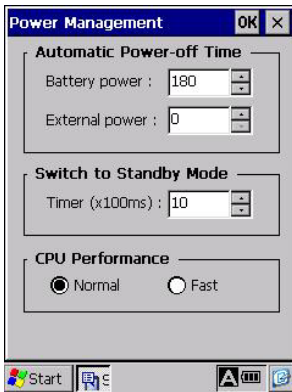 Power Management OK ×
Automatic Power-off Time
Battery power : 180
External power : 0
Switch to Standby Mode
Timer (x100ms) : 10
CPU Performance
Normal Fast
Start S A